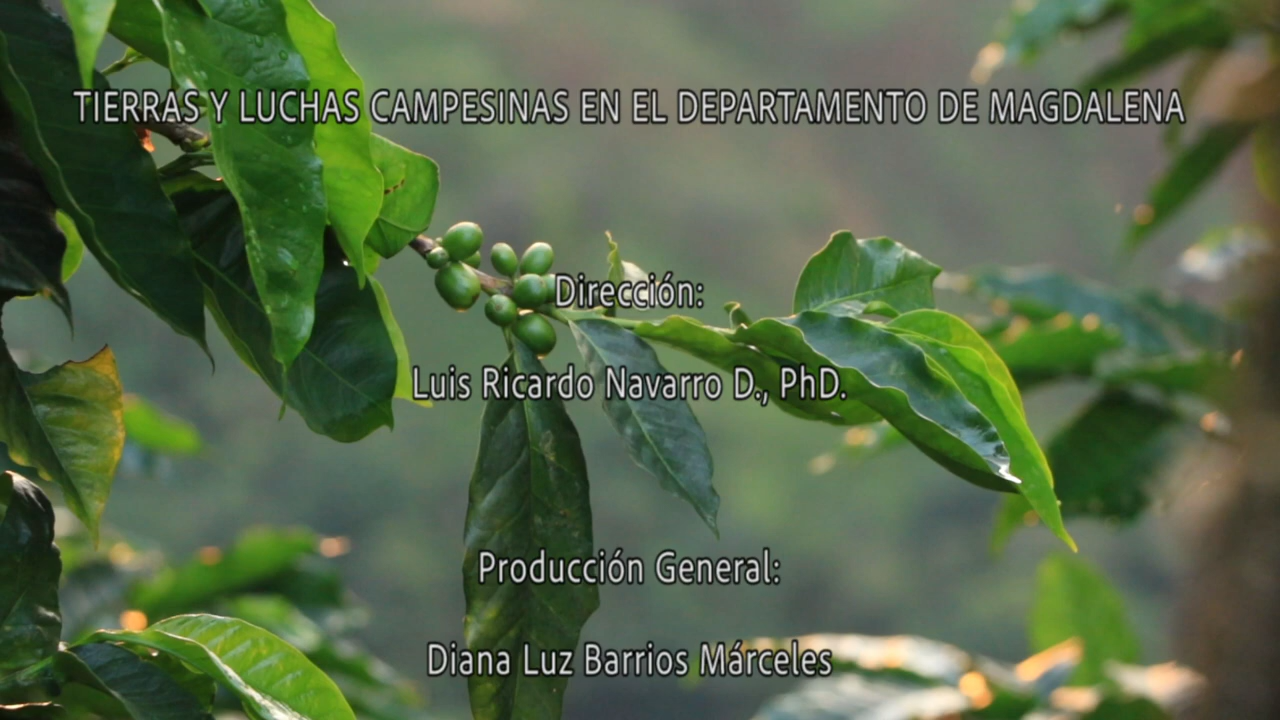 TIERRAS Y LUCHAS CAMPESINAS EN EL DEPARTAMENTO DE MAGDALENA
Dirección:
Luis Ricardo Navarro D., PhD.
Producción General:
Diana Luz Barrios Márceles